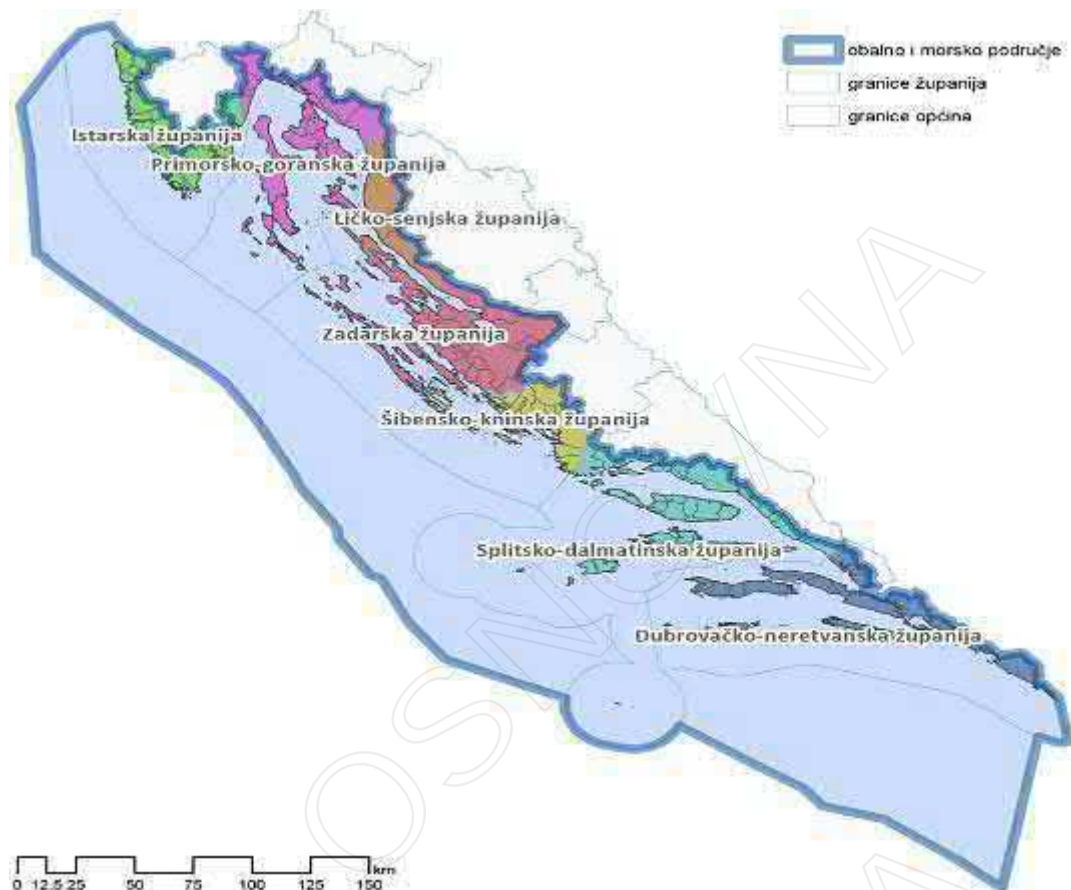 obalno i morsko područje
granice županija
granice općina
Istarska županija
Primorsko-goranska županija
Ličko-senjska županija
Zadarska županija
Šibensko-kninska županija
Splitsko-dalmatinska županija
Dubrovačko-neretvanska županija
km
0 12.5 25 50 75 100 125 150